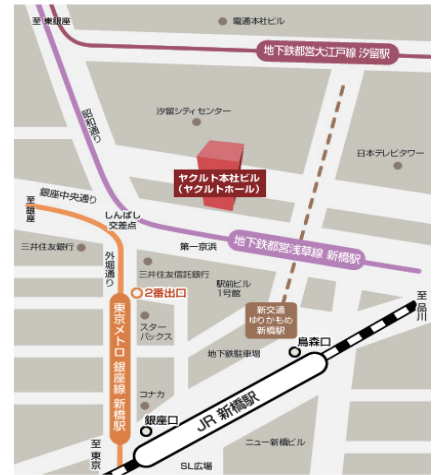 至 東銀座
電通本社ビル
地下鉄都営大江戸線 汐留駅
昭和通り
汐留シティセンター
日本テレビタワー
ヤクルト本社ビル
(ヤクルトホール)
至 銀座
銀座中央通り
しんばし
交差点
第一京浜
地下鉄都営浅草線 新橋駅
三井住友銀行
外堀通り
三井住友信託銀行
2番出口
駅前ビル
1号館
至 品川
東京メトロ 銀座線 新橋駅
スター
バックス
新交通
ゆりかもめ
新橋駅
烏森口
地下鉄駐車場
コナカ
銀座口
JR 新橋駅
至 東京
SL広場
ニュー新橋ビル